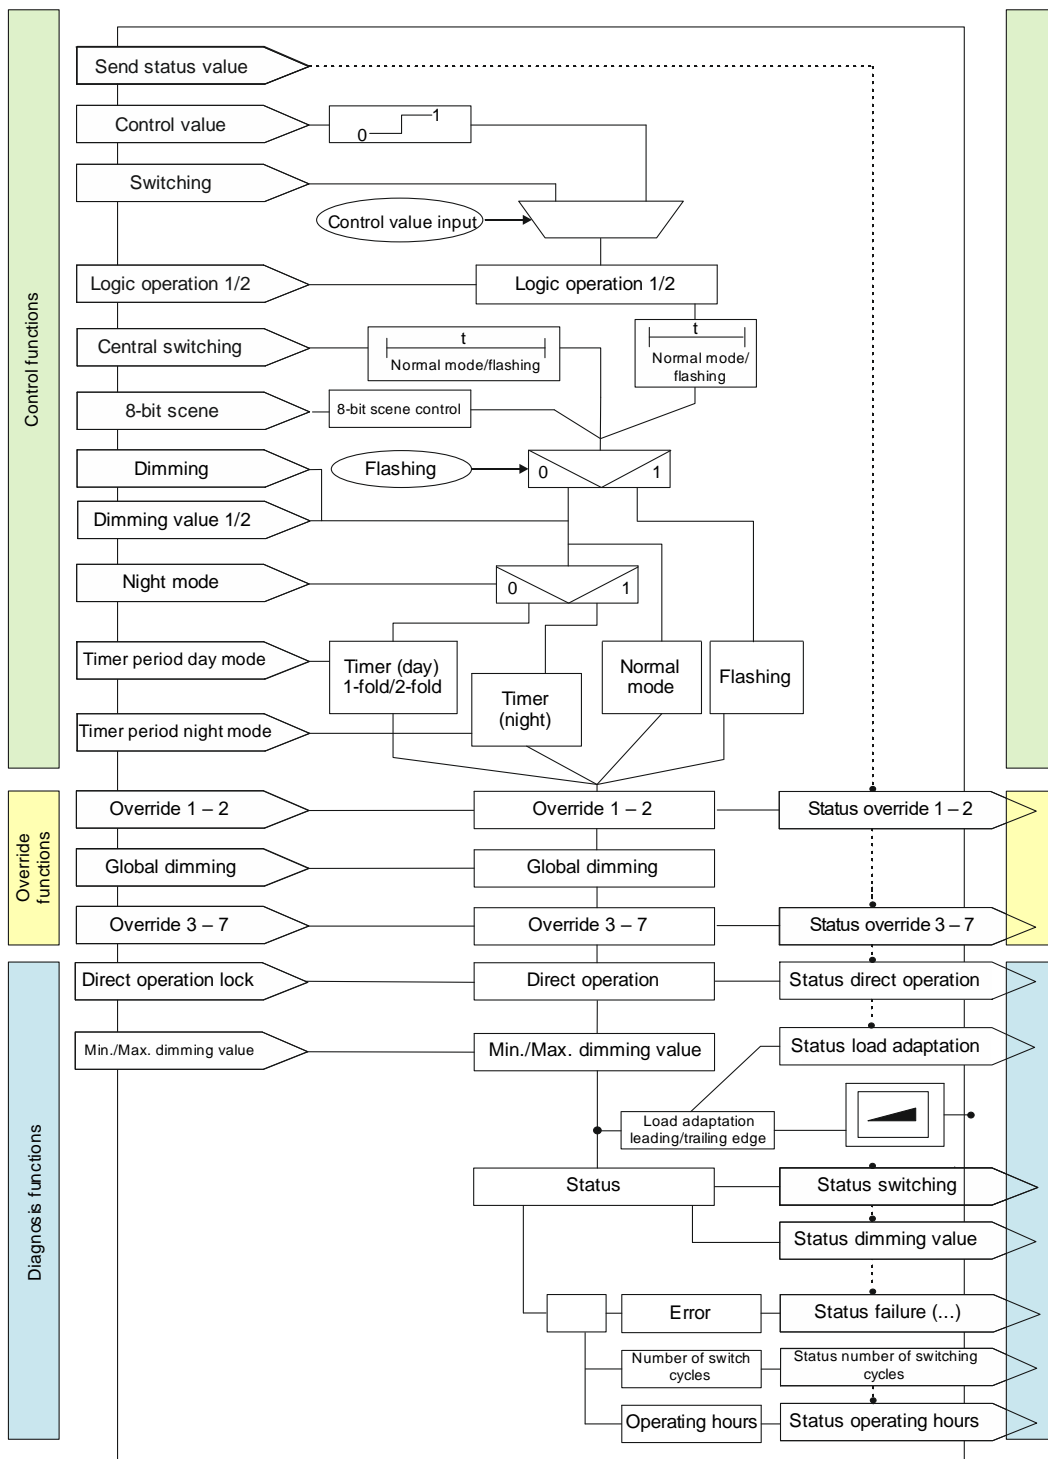 Control functions
Send status value
Control value
0
1
Switching
Control value input
Logic operation 1/2
Logic operation 1/2
Central switching
t
Normal mode/flashing
t
Normal mode/
flashing
8-bit scene
8-bit scene control
Dimming
Flashing
0
1
Dimming value 1/2
Night mode
0
1
Timer period day mode
Timer (day)
1-fold/2-fold
Timer
(night)
Normal
mode
Flashing
Timer period night mode
Override
functions
Override 1 – 2
Override 1 – 2
Status override 1 – 2
Global dimming
Global dimming
Override 3 – 7
Override 3 – 7
Status override 3 – 7
Diagnosis functions
Direct operation lock
Direct operation
Status direct operation
Min./Max. dimming value
Min./Max. dimming value
Status load adaptation
Load adaptation
leading/trailing edge
Status
Status switching
Status dimming value
Error
Status failure (...)
Number of switch
cycles
Status number of switching
cycles
Operating hours
Status operating hours